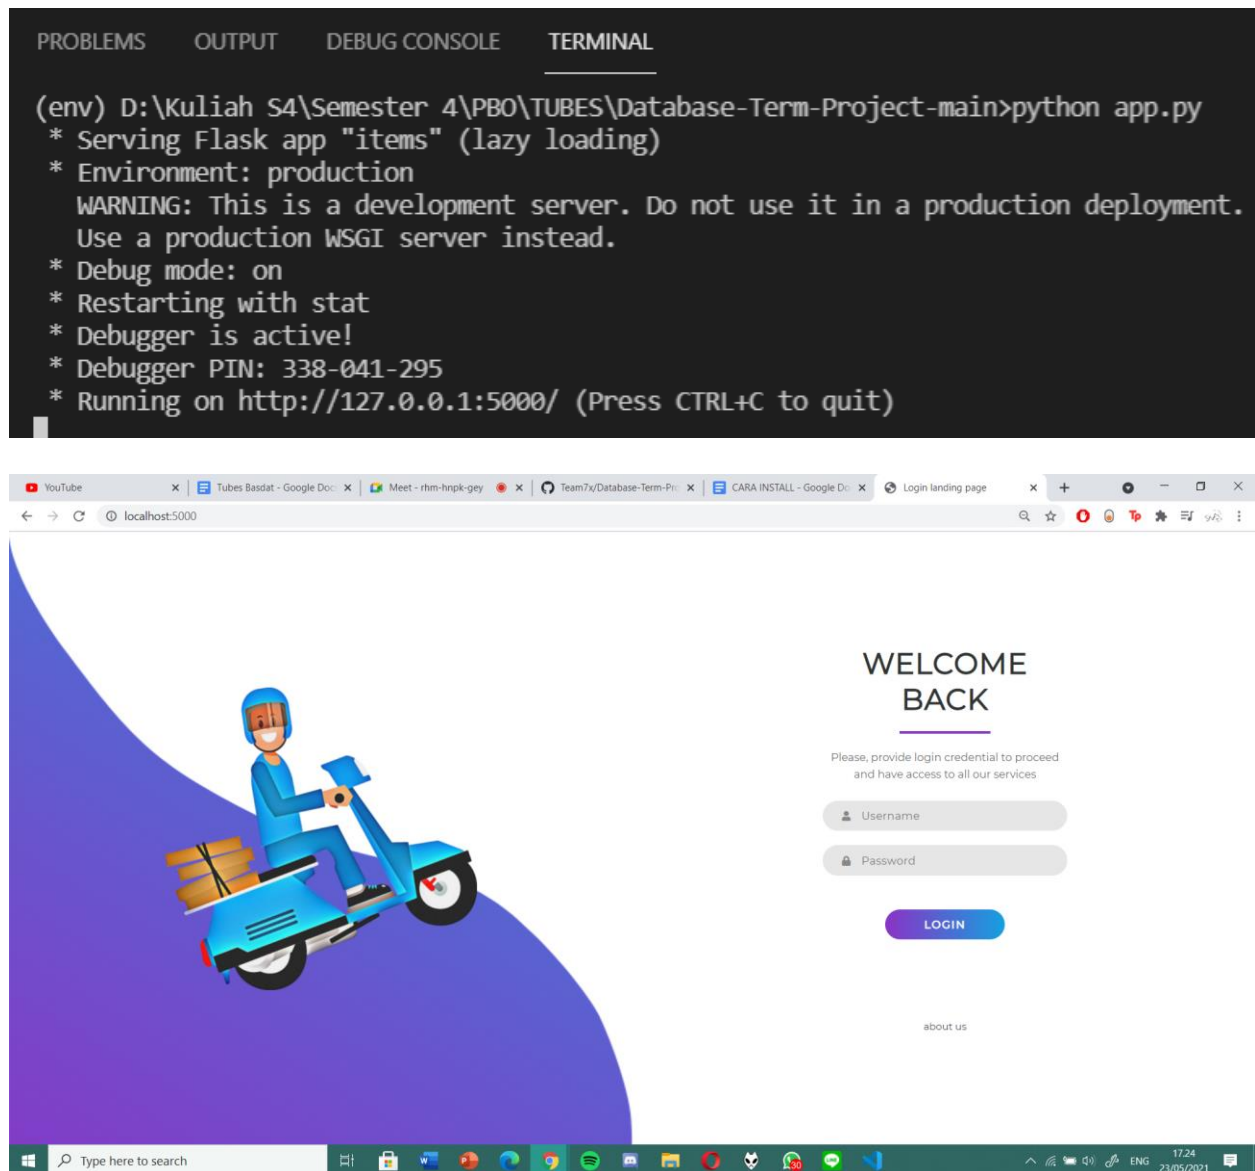 PROBLEMS OUTPUT DEBUG CONSOLE TERMINAL
(env) D:\Kuliah S4\Semester 4\PBO\TUBES\Database-Term-Project-main>python app.py
* Serving Flask app "items" (lazy loading)
* Environment: production
WARNING: This is a development server. Do not use it in a production deployment.
Use a production WSGI server instead.
* Debug mode: on
* Restarting with stat
* Debugger is active!
* Debugger PIN: 338-041-295
* Running on http://127.0.0.1:5000/ (Press CTRL+C to quit)
YouTube Tubes Basdat - Google Doc Meet - rhm-hnpk-gey Team7x/Database-Term-Pro CARA INSTALL - Google Do Login landing page
localhost:5000
WELCOME
BACK
Please, provide login credential to proceed
and have access to all our services
Username
Password
LOGIN
about us
Type here to search ENG 17.24
23/05/2021